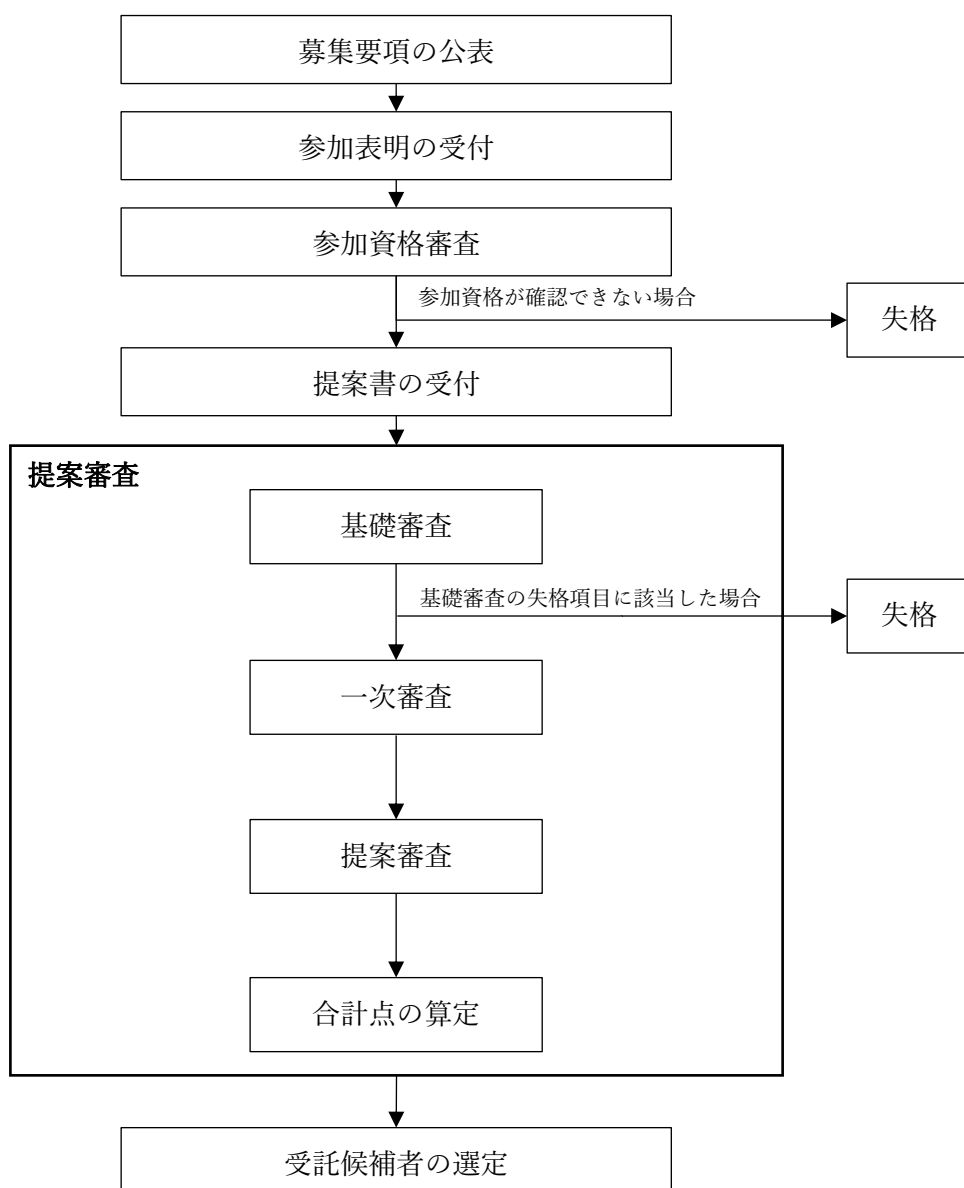 募集要項の公表
参加表明の受付
参加資格審査
参加資格が確認できない場合
失格
提案書の受付
提案審査
基礎審査
基礎審査の失格項目に該当した場合
失格
一次審査
提案審査
合計点の算定
受託候補者の選定